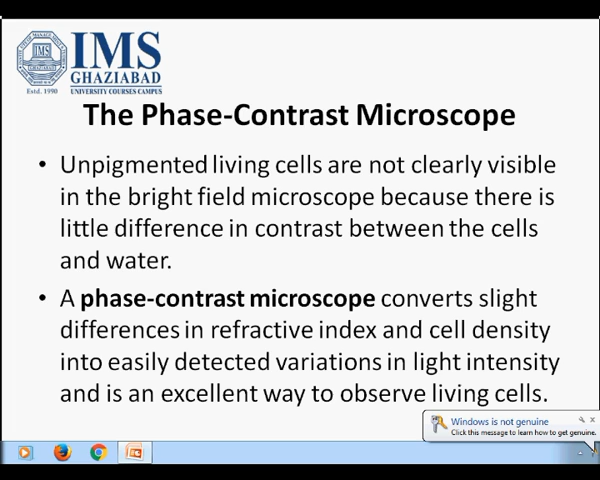 IMS
GHAZIABAD
Estd. 1990 UNIVERSITY COURSES CAMPUS
The Phase-Contrast Microscope
• Unpigmented living cells are not clearly visible
in the bright field microscope because there is
little difference in contrast between the cells
and water.
• A phase-contrast microscope converts slight
differences in refractive index and cell density
into easily detected variations in light intensity
and is an excellent way to observe living cells.
Windows is not genuine
Click this message to learn how to get genuine.